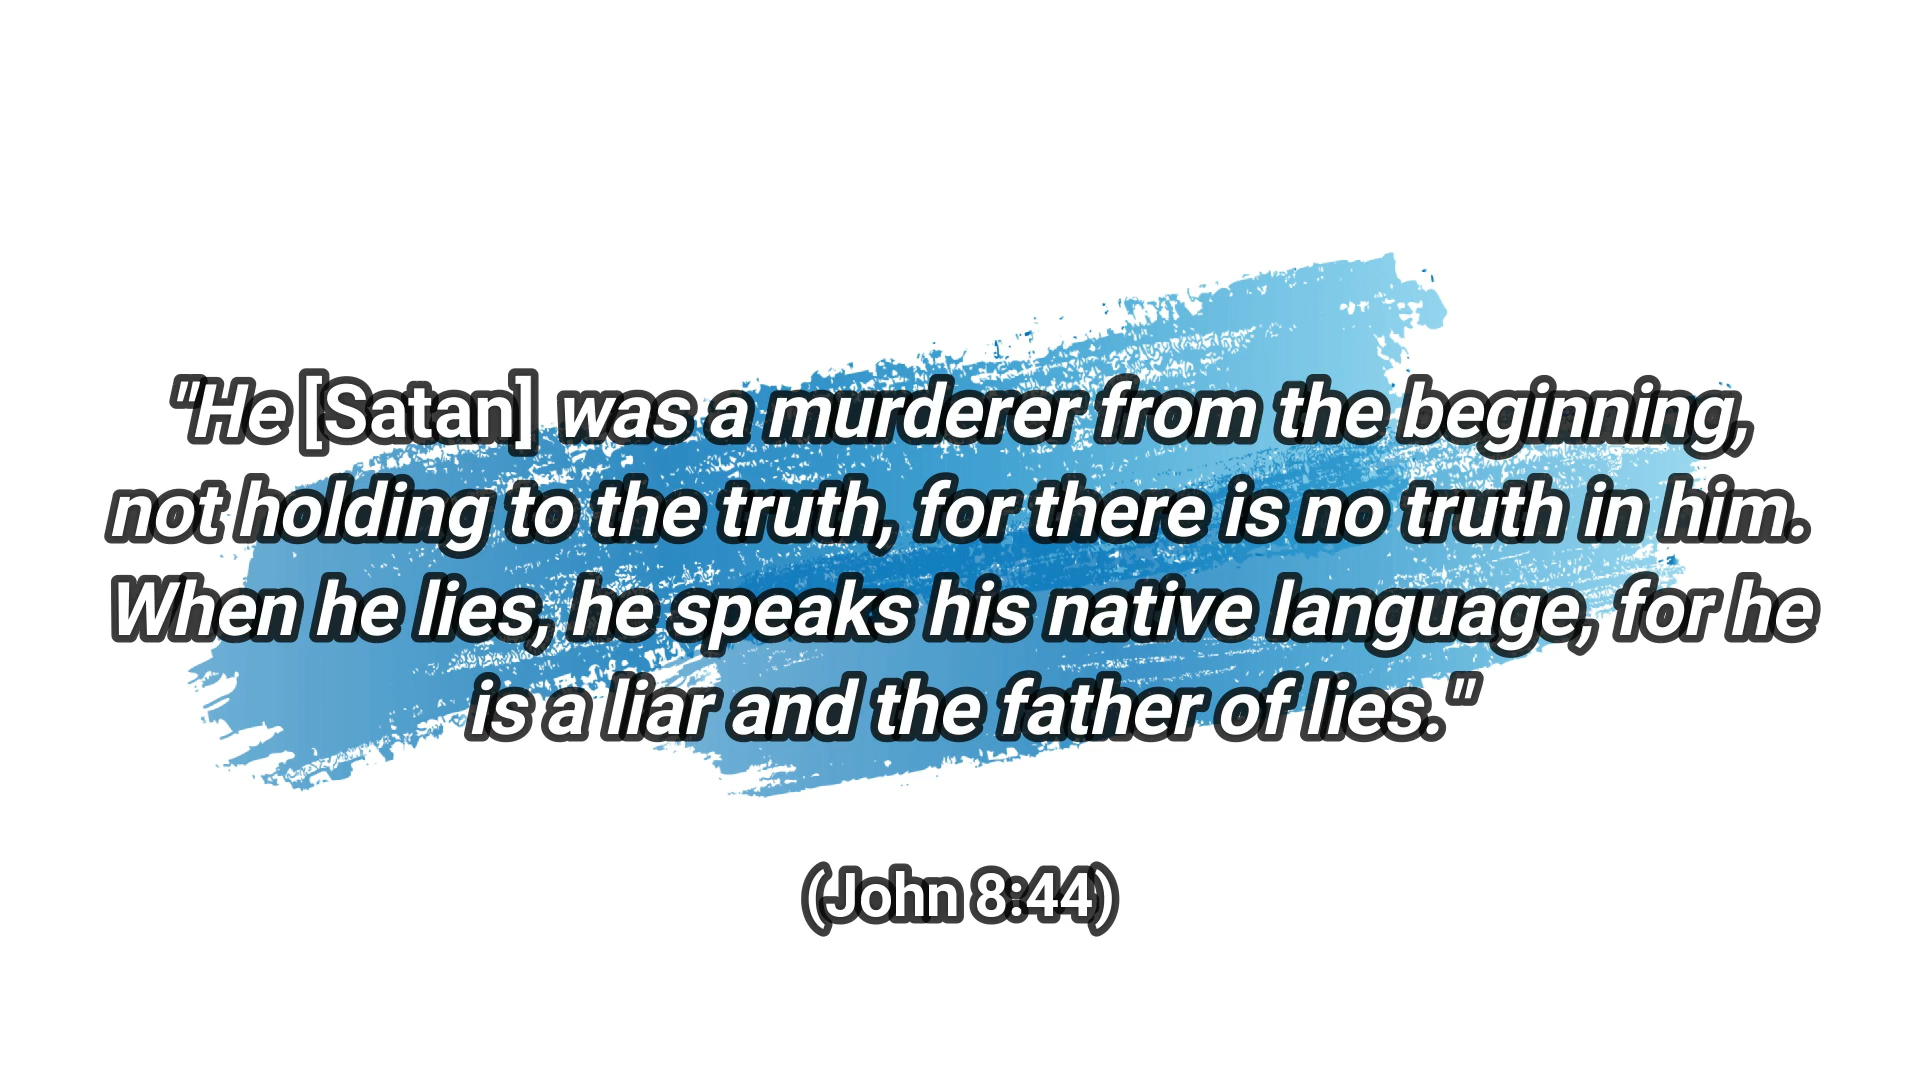 "He [Satan] was a murderer from the beginning,
not holding to the truth, for there is no truth in him.
When he lies, he speaks his native language, for he
is a liar and the father of lies."
(John 8:44)